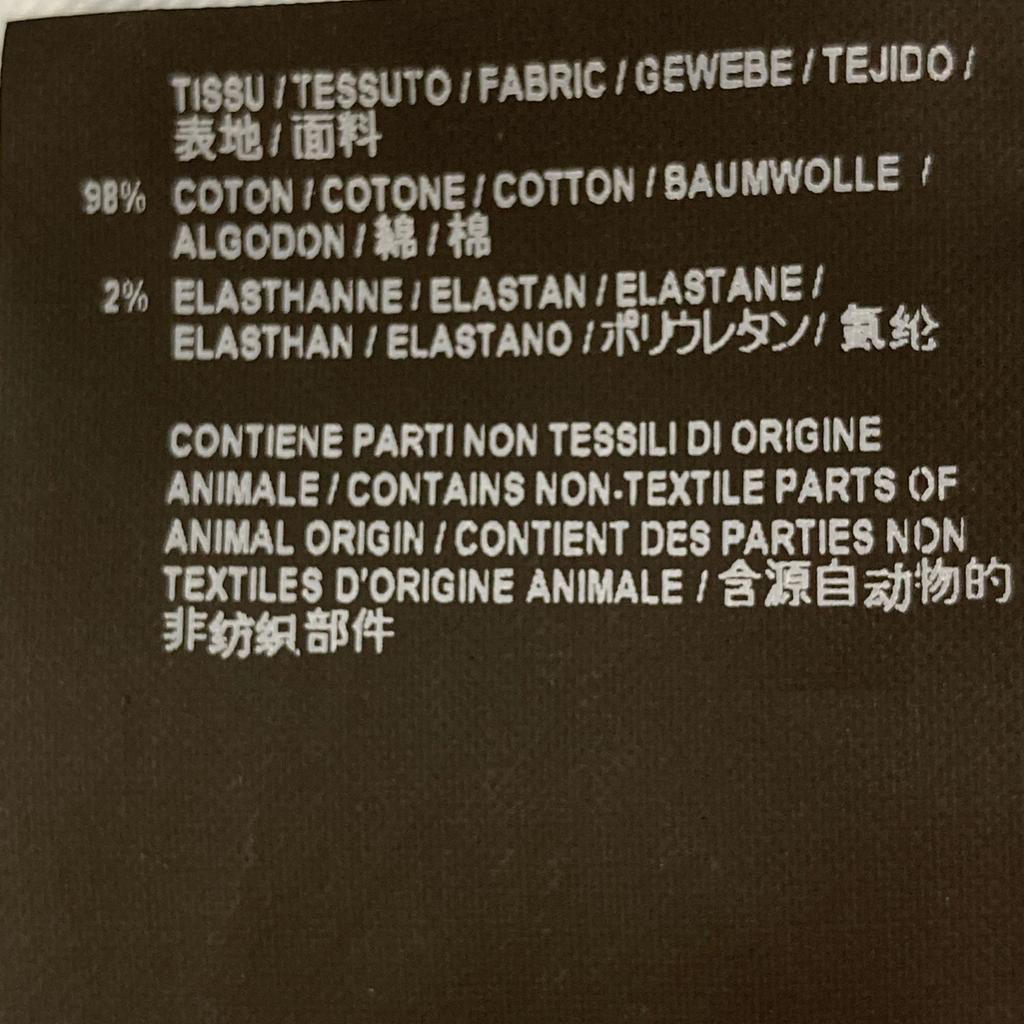 TISSU / TESSUTO / FABRIC / GEWEBE / TEJIDO /
表地 / 面料
98% COTON / COTONE / COTTON / BAUMWOLLE /
ALGODON / 綿 / 棉
2% ELASTHANNE / ELASTAN / ELASTANE /
ELASTHAN / ELASTANO / ポリウレタン / 氨纶
CONTIENE PARTI NON TESSILI DI ORIGINE
ANIMALE / CONTAINS NON-TEXTILE PARTS OF
ANIMAL ORIGIN / CONTIENT DES PARTIES NON
TEXTILES D'ORIGINE ANIMALE / 含源自动物的
非纺织部件